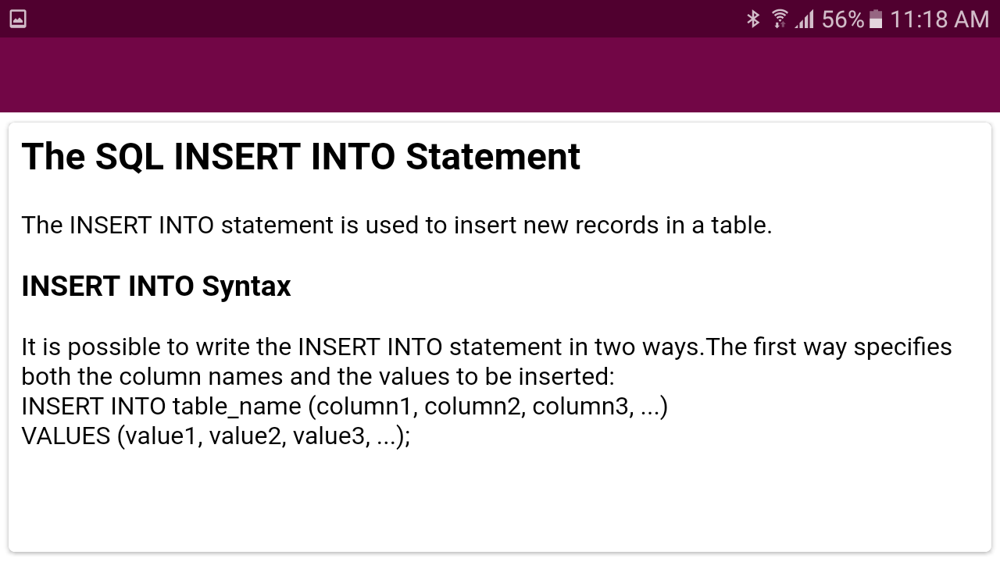 56% 11:18 AM
The SQL INSERT INTO Statement
The INSERT INTO statement is used to insert new records in a table.
INSERT INTO Syntax
It is possible to write the INSERT INTO statement in two ways.The first way specifies
both the column names and the values to be inserted:
INSERT INTO table_name (column1, column2, column3, ...)
VALUES (value1, value2, value3, ...);